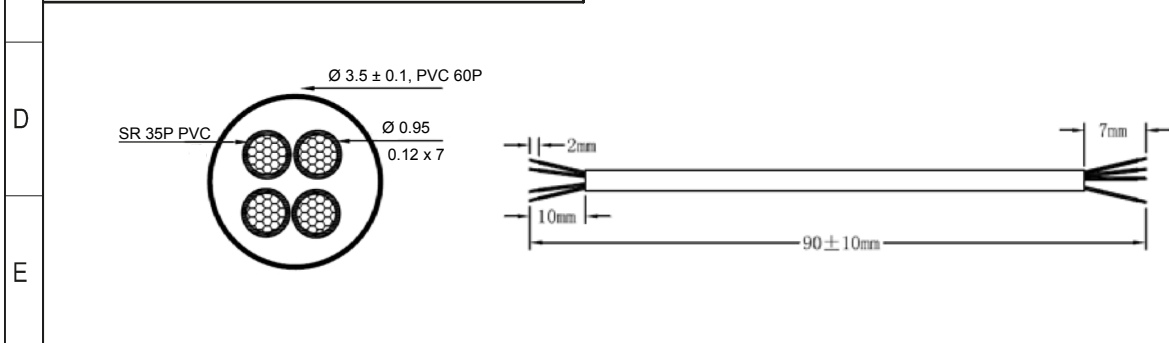 D
E
Ø 3.5 ± 0.1, PVC 60P
SR 35P PVC
Ø 0.95
0.12 x 7
2mm
7mm
10mm
90±10mm